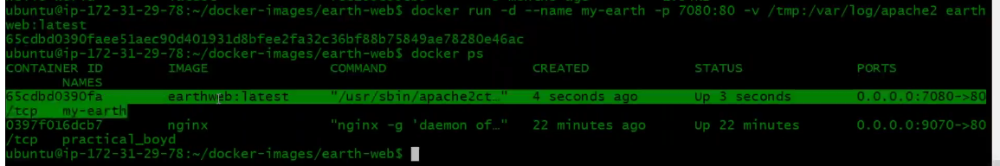 ubuntu@ip-172-31-29-78:~/docker-images/earth-web$ docker run -d --name my-earth -p 7080:80 -v /tmp:/var/log/apache2 earth
web:latest
65cdbd0390faee51aec90d401931d8bfee2fa32c36bf88b75849ae78280e46ac
ubuntu@ip-172-31-29-78:~/docker-images/earth-web$ docker ps
CONTAINER ID        IMAGE               COMMAND                  CREATED             STATUS              PORTS
       NAMES
65cdbd0390fa        earthweb:latest     "/usr/sbin/apache2ct…"   4 seconds ago       Up 3 seconds        0.0.0.0:7080->80
/tcp   my-earth
0397f016dcb7        nginx               "nginx -g 'daemon of…"   22 minutes ago      Up 22 minutes       0.0.0.0:9070->80
/tcp   practical_boyd
ubuntu@ip-172-31-29-78:~/docker-images/earth-web$